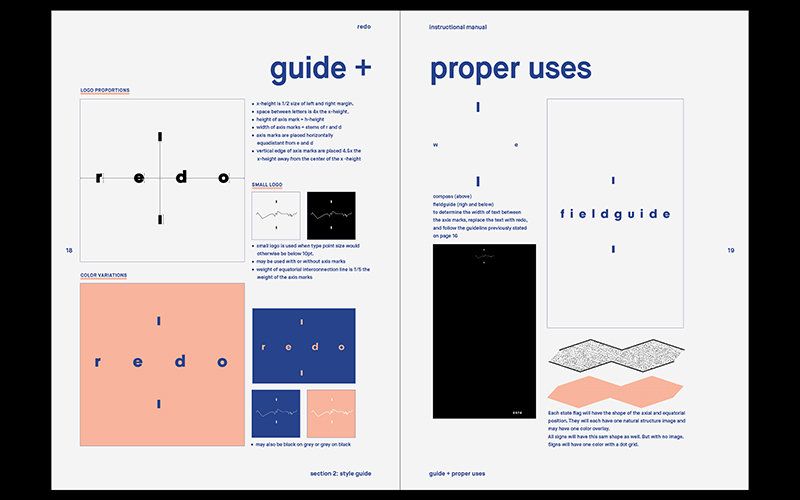 redo
guide +
LOGO PROPORTIONS
r e d o
• x-height is 1/2 size of left and right margin.
• space between letters is 4x the x-height.
• height of axis mark = h-height
• width of axis marks = stems of r and d
• axis marks are placed horizontally
equadistant from e and d
• vertical edge of axis marks are placed 4.5x the
x-height away from the center of the x -height
SMALL LOGO
• small logo is used when type point size would
otherwise be below 10pt.
• may be used with or without axis marks
• weight of equatorial interconnection line is 1/5 the
weight of the axis marks
18
COLOR VARIATIONS
r e d o
r e d o
• may also be black on grey or grey on black
section 2: style guide
instructional manual
proper uses
w e
compass (above)
fieldguide (righ and below)
to determine the width of text between
the axis marks, replace the text with redo,
and follow the guidelins previously stated
on page 16
fieldguide
19
Each state flag will have the shape of the axial and equatorial
position. They will each have one natural structure image and
may have one color overlay.
All signs will have this sam shape as well. But with no image.
Signs will have one color with a dot grid.
guide + proper uses